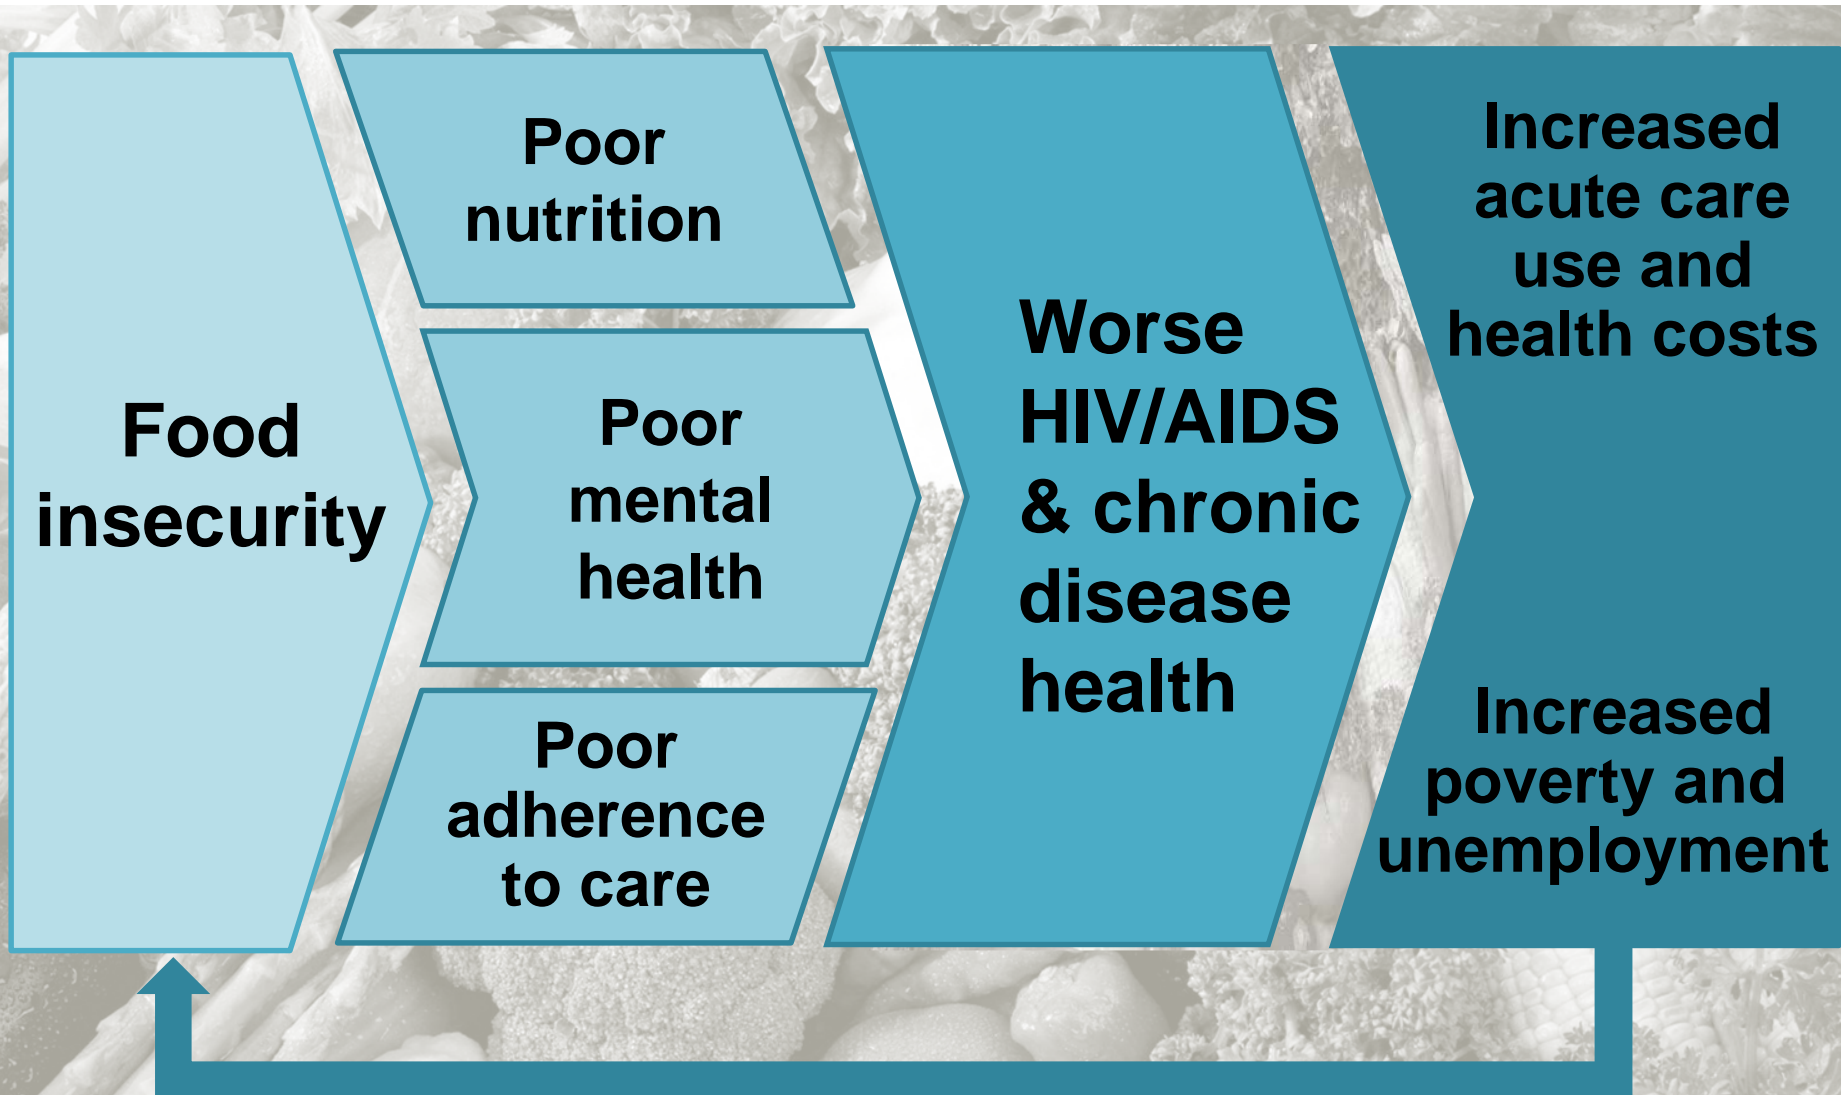 Food
insecurity
Poor
nutrition
Poor
mental
health
Poor
adherence
to care
Worse
HIV/AIDS
& chronic
disease
health
Increased
acute care
use and
health costs
Increased
poverty and
unemployment